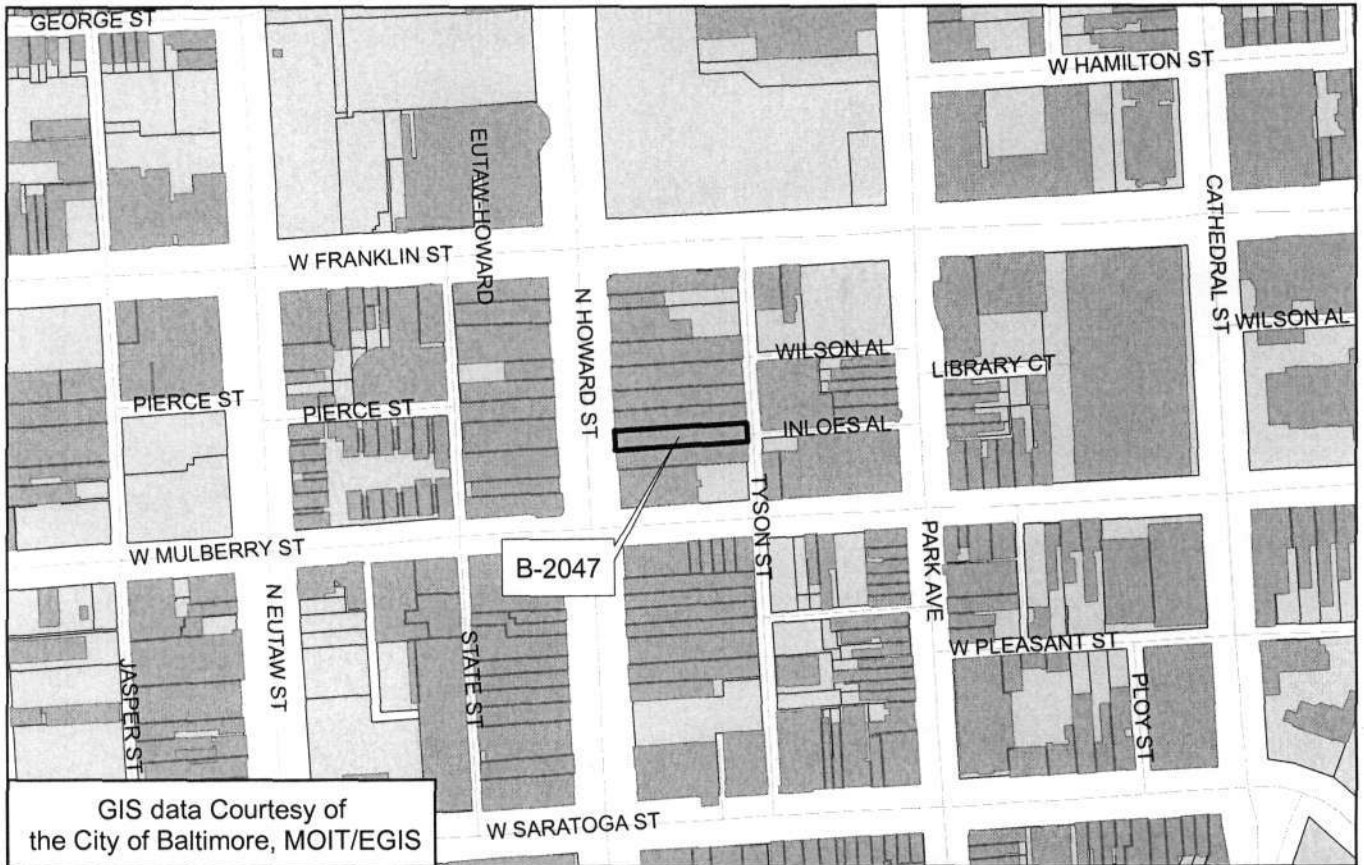 GEORGE ST
W HAMILTON ST
EUTAW-HOWARD
CATHEDRAL ST
W FRANKLIN ST
N HOWARD ST
WILSON AL
WILSON AL
LIBRARY CT
PIERCE ST
PIERCE ST
INLOES AL
TYSON ST
W MULBERRY ST
B-2047
PARK AVE
N EUTAW ST
STATE ST
W PLEASANT ST
JASPER ST
PLOY ST
GIS data Courtesy of
the City of Baltimore, MOIT/EGIS
W SARATOGA ST